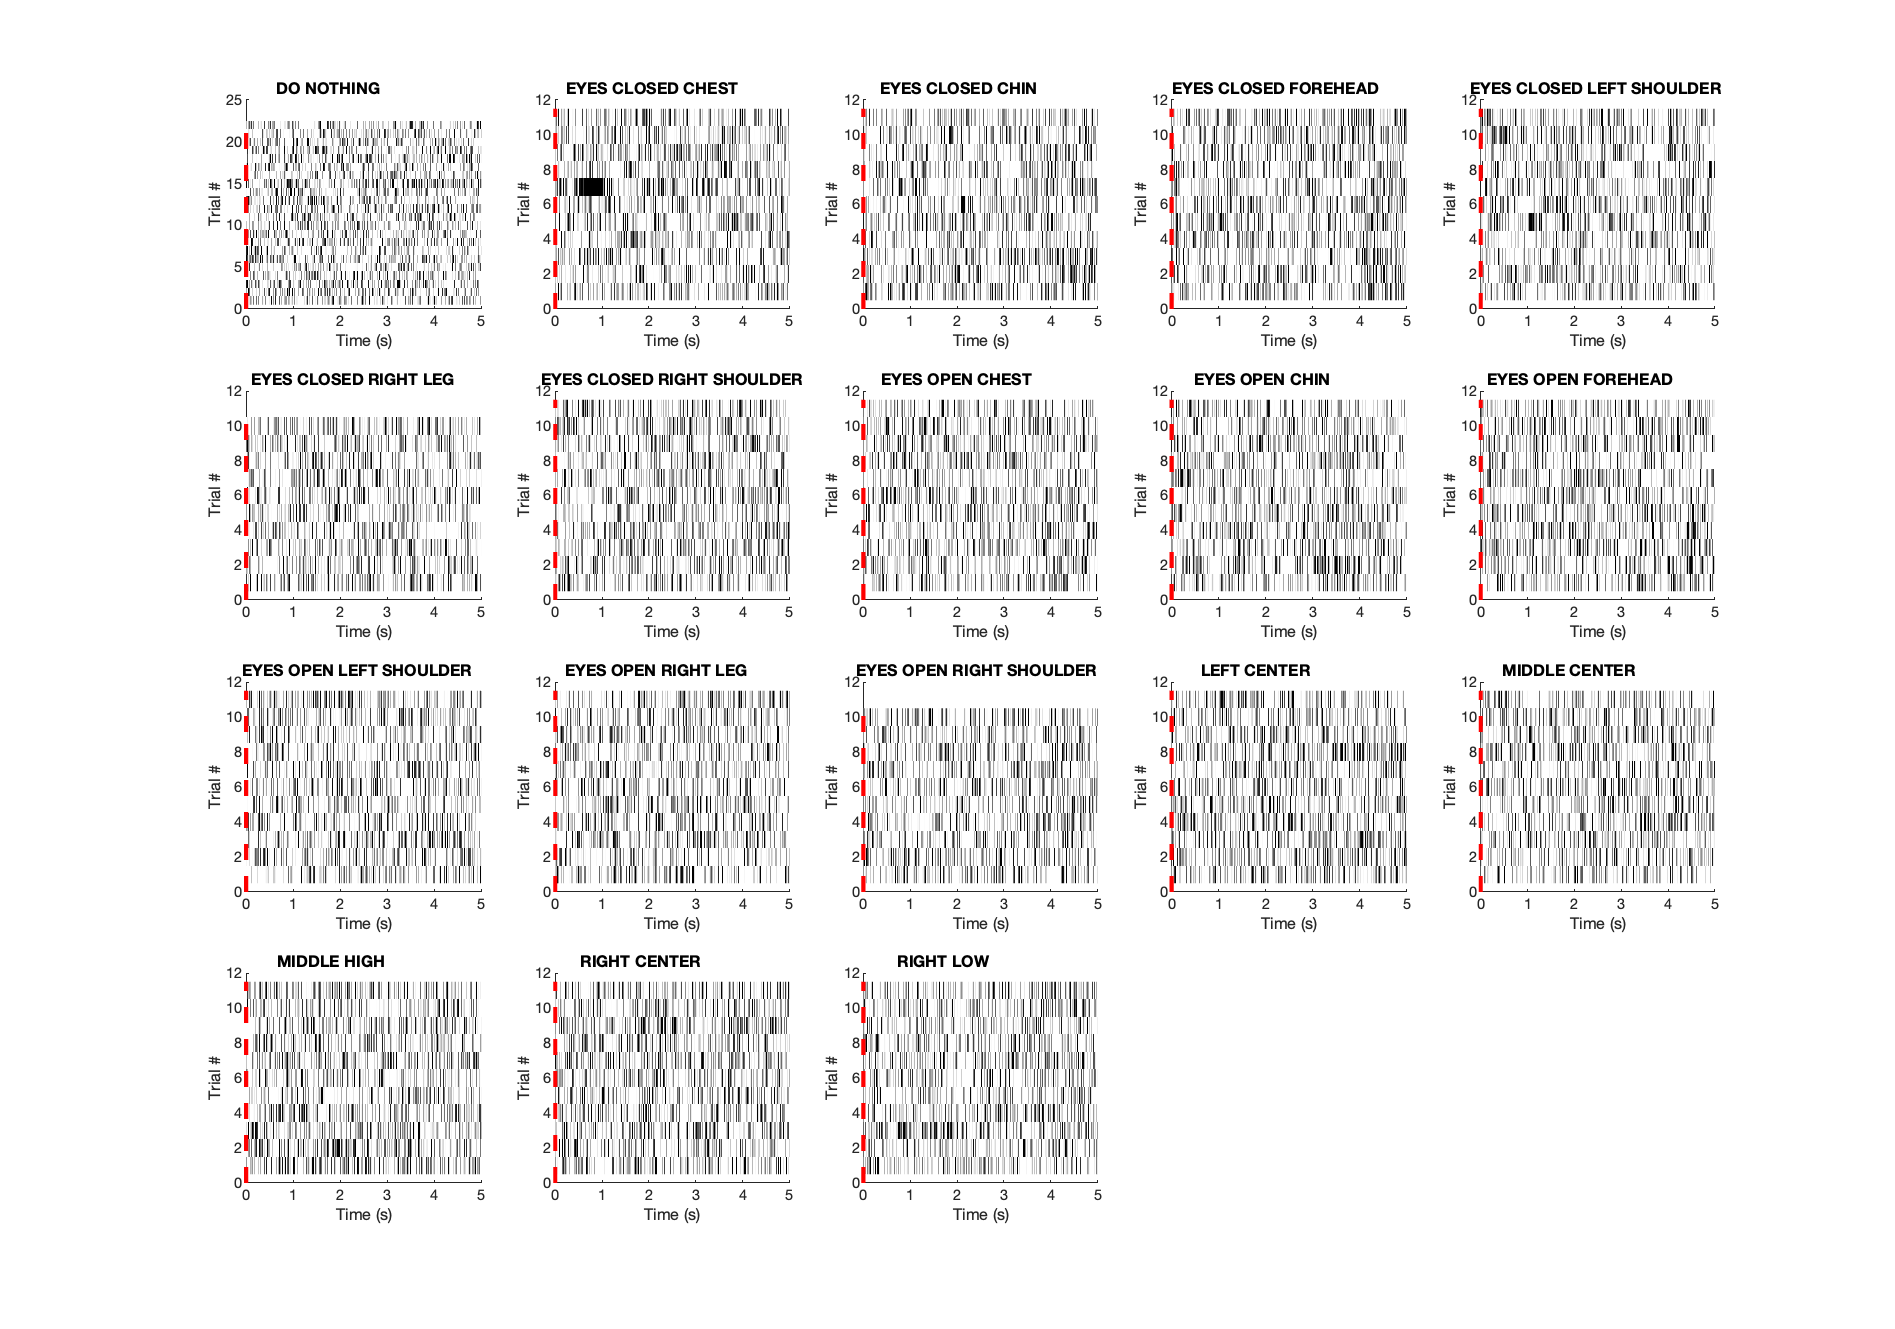 DO NOTHING
25
20
15
10
5
0
Trial #
0 1 2 3 4 5
Time (s)
EYES CLOSED CHEST
12
10
8
6
4
2
0
Trial #
0 1 2 3 4 5
Time (s)
EYES CLOSED CHIN
12
10
8
6
4
2
0
Trial #
0 1 2 3 4 5
Time (s)
EYES CLOSED FOREHEAD
12
10
8
6
4
2
0
Trial #
0 1 2 3 4 5
Time (s)
EYES CLOSED LEFT SHOULDER
12
10
8
6
4
2
0
Trial #
0 1 2 3 4 5
Time (s)
EYES CLOSED RIGHT LEG
12
10
8
6
4
2
0
Trial #
0 1 2 3 4 5
Time (s)
EYES CLOSED RIGHT SHOULDER
12
10
8
6
4
2
0
Trial #
0 1 2 3 4 5
Time (s)
EYES OPEN CHEST
12
10
8
6
4
2
0
Trial #
0 1 2 3 4 5
Time (s)
EYES OPEN CHIN
12
10
8
6
4
2
0
Trial #
0 1 2 3 4 5
Time (s)
EYES OPEN FOREHEAD
12
10
8
6
4
2
0
Trial #
0 1 2 3 4 5
Time (s)
EYES OPEN LEFT SHOULDER
12
10
8
6
4
2
0
Trial #
0 1 2 3 4 5
Time (s)
EYES OPEN RIGHT LEG
12
10
8
6
4
2
0
Trial #
0 1 2 3 4 5
Time (s)
EYES OPEN RIGHT SHOULDER
12
10
8
6
4
2
0
Trial #
0 1 2 3 4 5
Time (s)
LEFT CENTER
12
10
8
6
4
2
0
Trial #
0 1 2 3 4 5
Time (s)
MIDDLE CENTER
12
10
8
6
4
2
0
Trial #
0 1 2 3 4 5
Time (s)
MIDDLE HIGH
12
10
8
6
4
2
0
Trial #
0 1 2 3 4 5
Time (s)
RIGHT CENTER
12
10
8
6
4
2
0
Trial #
0 1 2 3 4 5
Time (s)
RIGHT LOW
12
10
8
6
4
2
0
Trial #
0 1 2 3 4 5
Time (s)